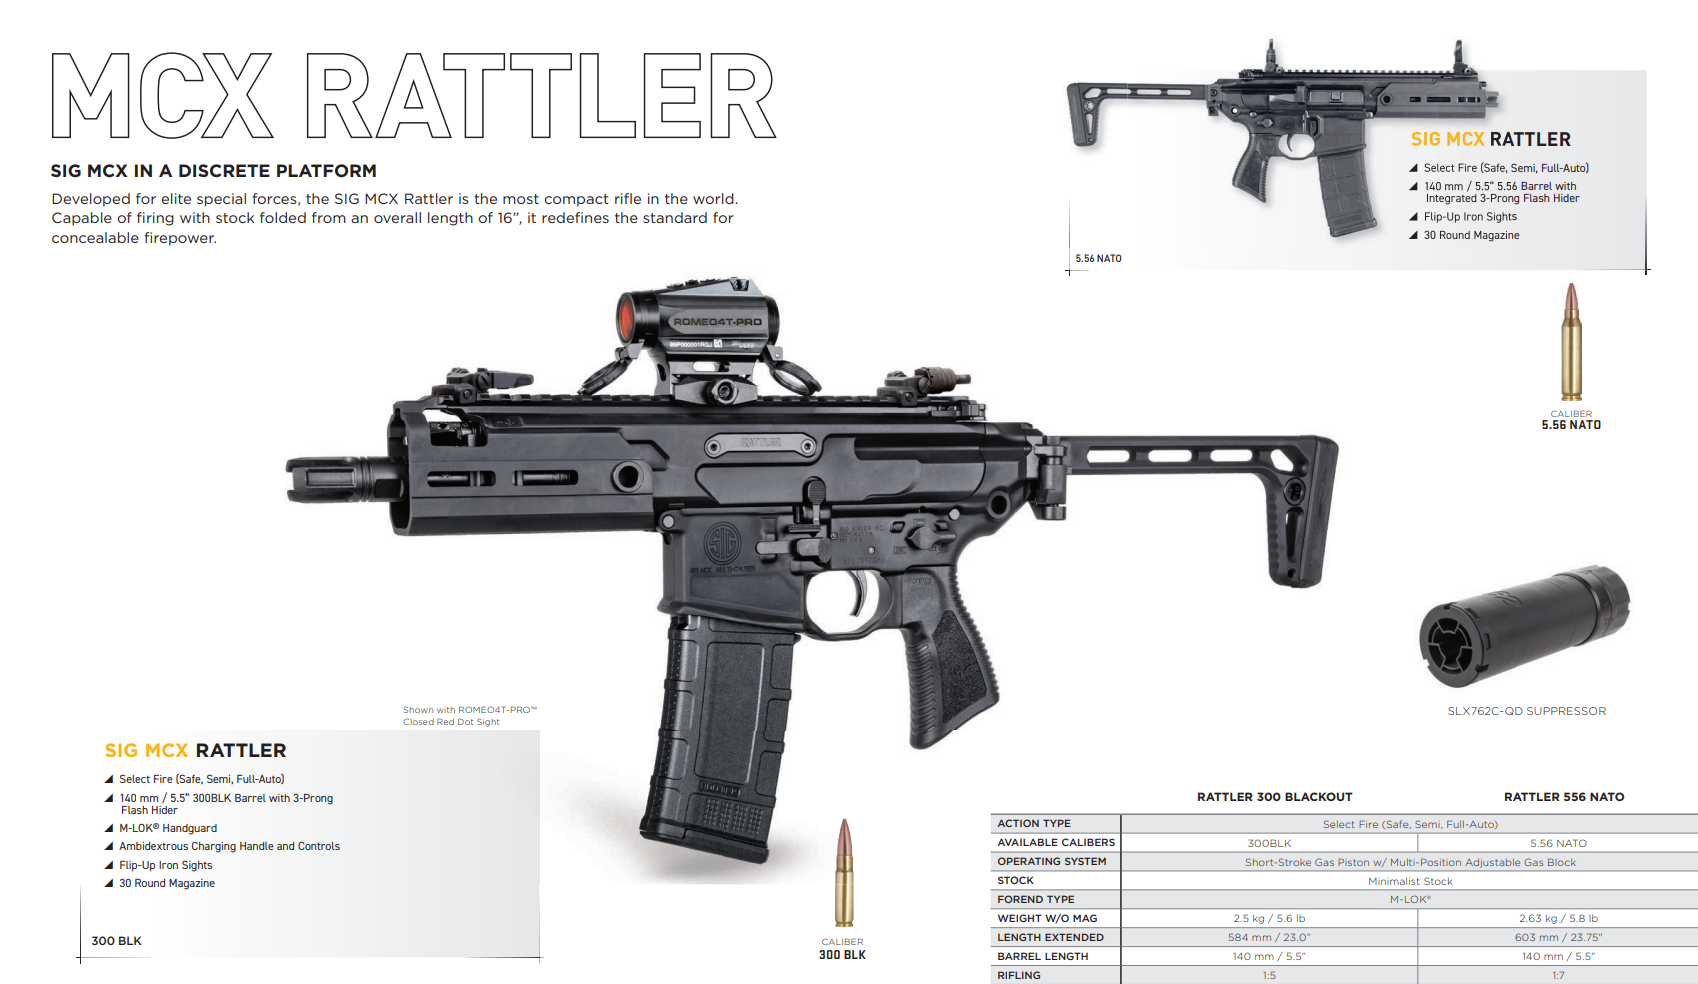 MCX RATTLER
SIG MCX IN A DISCRETE PLATFORM
Developed for elite special forces, the SIG MCX Rattler is the most compact rifle in the world.
Capable of firing with stock folded from an overall length of 16”, it redefines the standard for
concealable firepower.
SIG MCX RATTLER
Select Fire (Safe, Semi, Full-Auto)
140 mm / 5.5" 5.56 Barrel with
Integrated 3-Prong Flash Hider
Flip-Up Iron Sights
30 Round Magazine
5.56 NATO
CALIBER
5.56 NATO
ROMEO4T-PRO
RATTLER
SIG
SIG MCX MULTI-CALIBER
SLX762C-QD SUPPRESSOR
Shown with ROMEO4T-PRO™
Closed Red Dot Sight
SIG MCX RATTLER
Select Fire (Safe, Semi, Full-Auto)
140 mm / 5.5" 300BLK Barrel with 3-Prong
Flash Hider
M-LOK® Handguard
Ambidextrous Charging Handle and Controls
Flip-Up Iron Sights
30 Round Magazine
300 BLK
CALIBER
300 BLK
RATTLER 300 BLACKOUT RATTLER 556 NATO
ACTION TYPE Select Fire (Safe, Semi, Full-Auto)
AVAILABLE CALIBERS 300BLK 5.56 NATO
OPERATING SYSTEM Short-Stroke Gas Piston w/ Multi-Position Adjustable Gas Block
STOCK Minimalist Stock
FOREND TYPE M-LOK®
WEIGHT W/O MAG 2.5 kg / 5.6 lb 2.63 kg / 5.8 lb
LENGTH EXTENDED 584 mm / 23.0” 603 mm / 23.75"
BARREL LENGTH 140 mm / 5.5” 140 mm / 5.5"
RIFLING 1:5 1:7